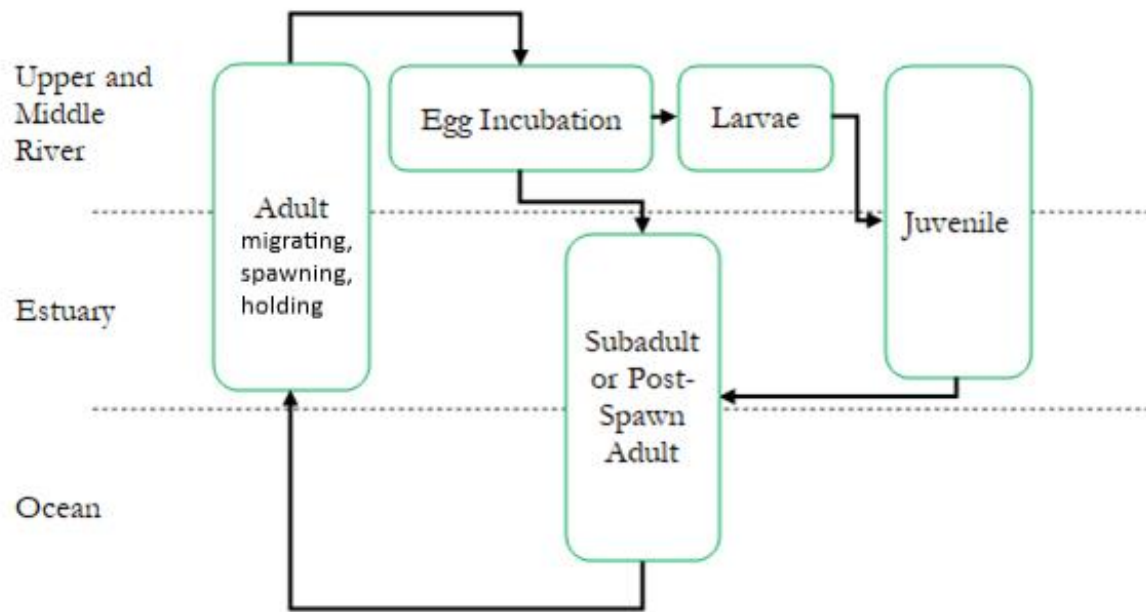 Upper and
Middle
River
Egg Incubation
Larvae
Adult
migrating,
spawning,
holding
Juvenile
Estuary
Subadult
or Post-
Spawn
Adult
Ocean